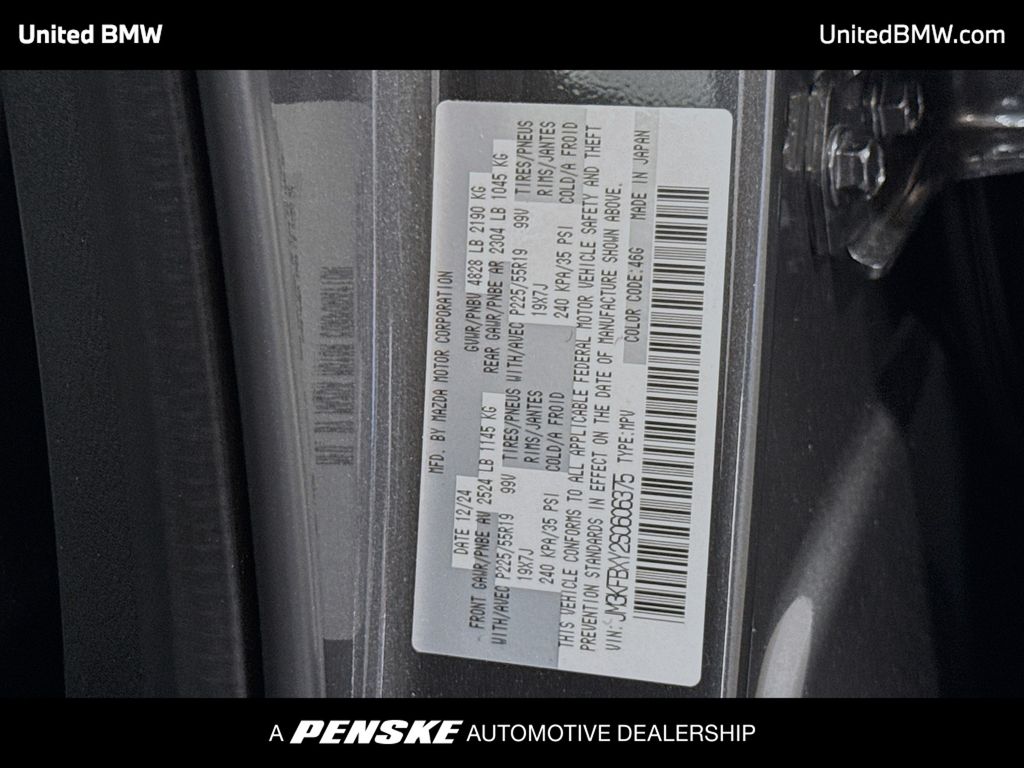 United BMW
UnitedBMW.com
MFD. BY MAZDA MOTOR CORPORATION
DATE 12/24
GVWR/PNBV 4828 LB 2190 KG
FRONT GAWR/PNBE AV 2524 LB 1145 KG
REAR GAWR/PNBE AR 2304 LB 1045 KG
WITH/AVEC P225/55R19 99V TIRES/PNEUS WITH/AVEC P225/55R19 99V TIRES/PNEUS
19X7J RIMS/JANTES 19X7J RIMS/JANTES
240 KPA/35 PSI COLD/A FROID 240 KPA/35 PSI COLD/A FROID
THIS VEHICLE CONFORMS TO ALL APPLICABLE FEDERAL MOTOR VEHICLE SAFETY AND THEFT
PREVENTION STANDARDS IN EFFECT ON THE DATE OF MANUFACTURE SHOWN ABOVE.
VIN: JM3KFBXY2S0606375 TYPE:MPV COLOR CODE:46G MADE IN JAPAN
A PENSKE AUTOMOTIVE DEALERSHIP